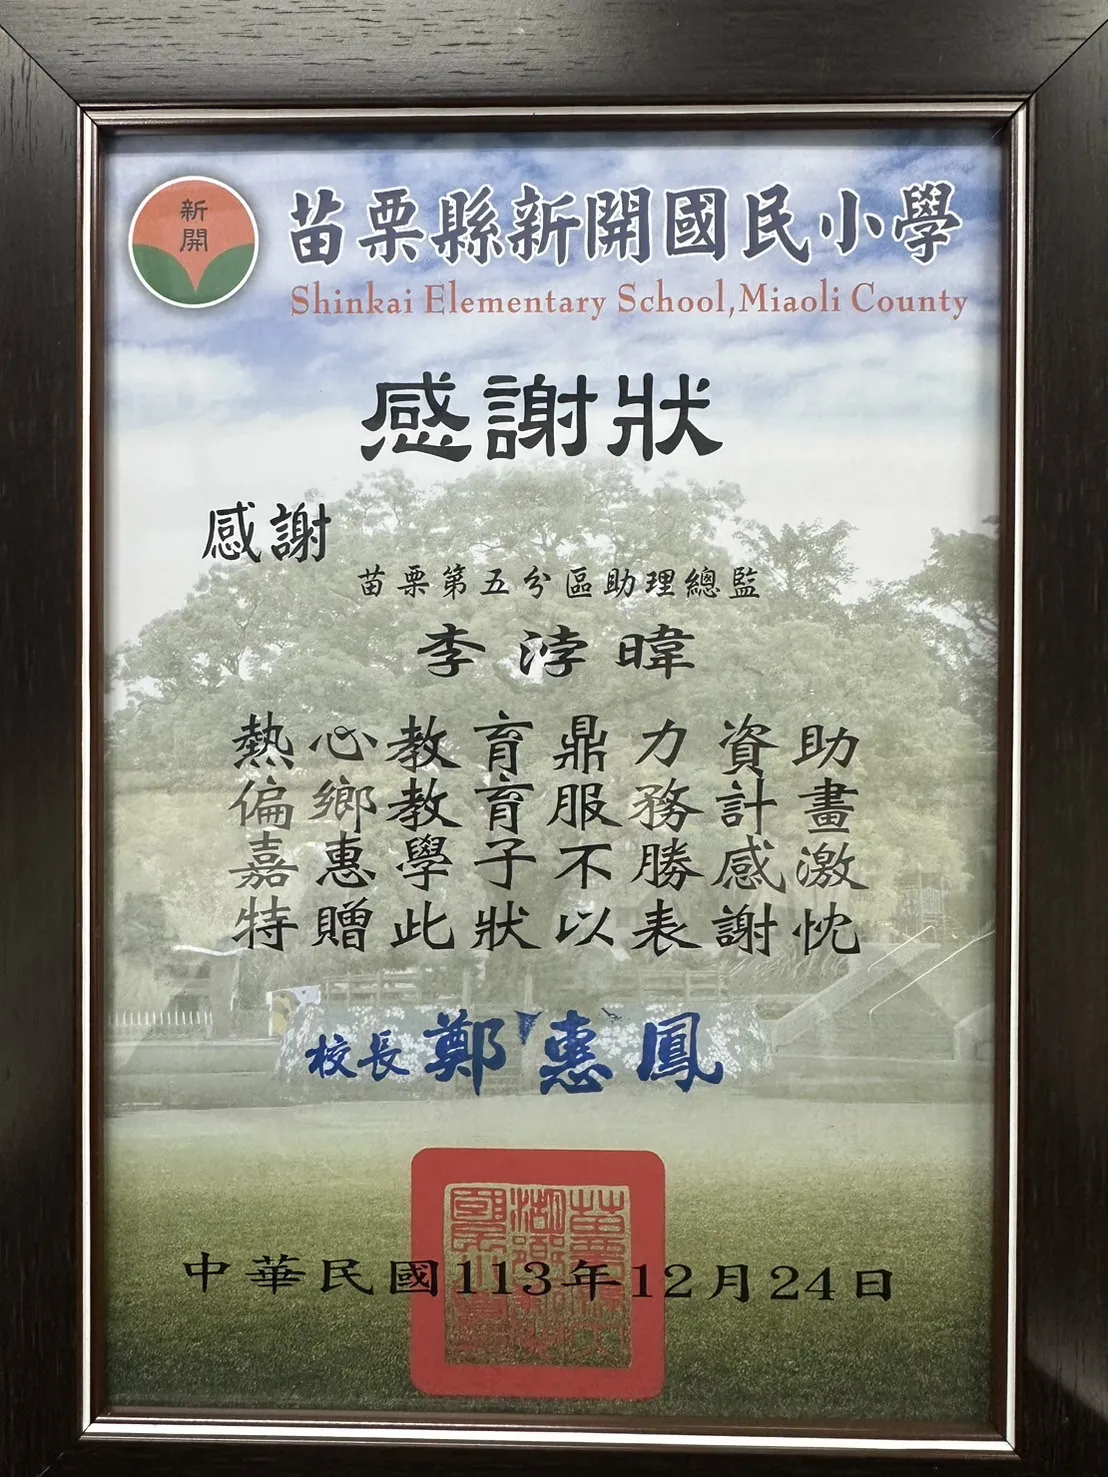 新開
苗栗縣新開國民小學
Shinkai Elementary School,Miaoli County
感謝狀
感謝
苗栗第五分區助理總監
李浡暐
熱心教育鼎力資助
偏鄉教育服務計畫
嘉惠學子不勝感激
特贈此狀以表謝忱
校長 鄭惠鳳
中華民國113年12月24日